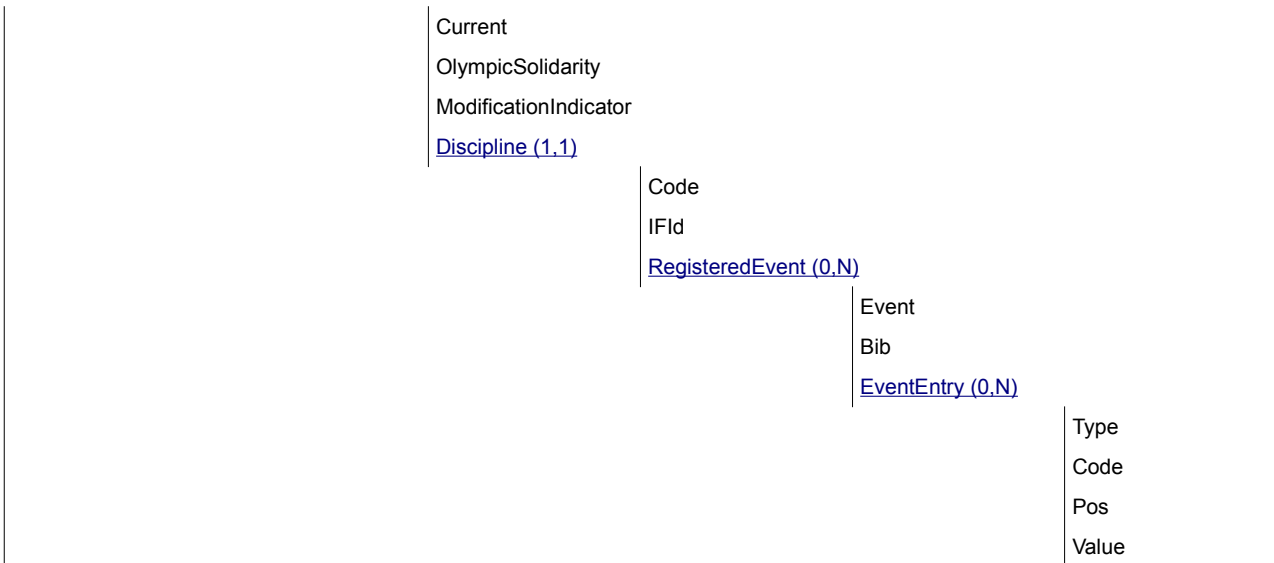 Current
OlympicSolidarity
ModificationIndicator
Discipline (1,1)
Code
IFId
RegisteredEvent (0,N)
Event
Bib
EventEntry (0,N)
Type
Code
Pos
Value